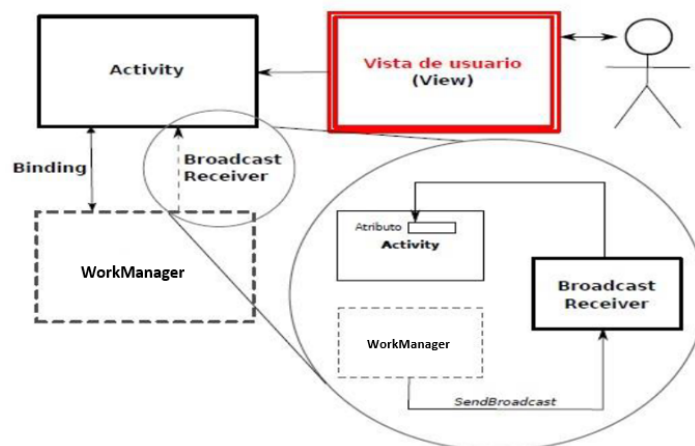 Activity
Vista de usuario
(View)
Binding
Broadcast
Receiver
WorkManager
Atributo
Activity
Broadcast
Receiver
WorkManager
SendBroadcast